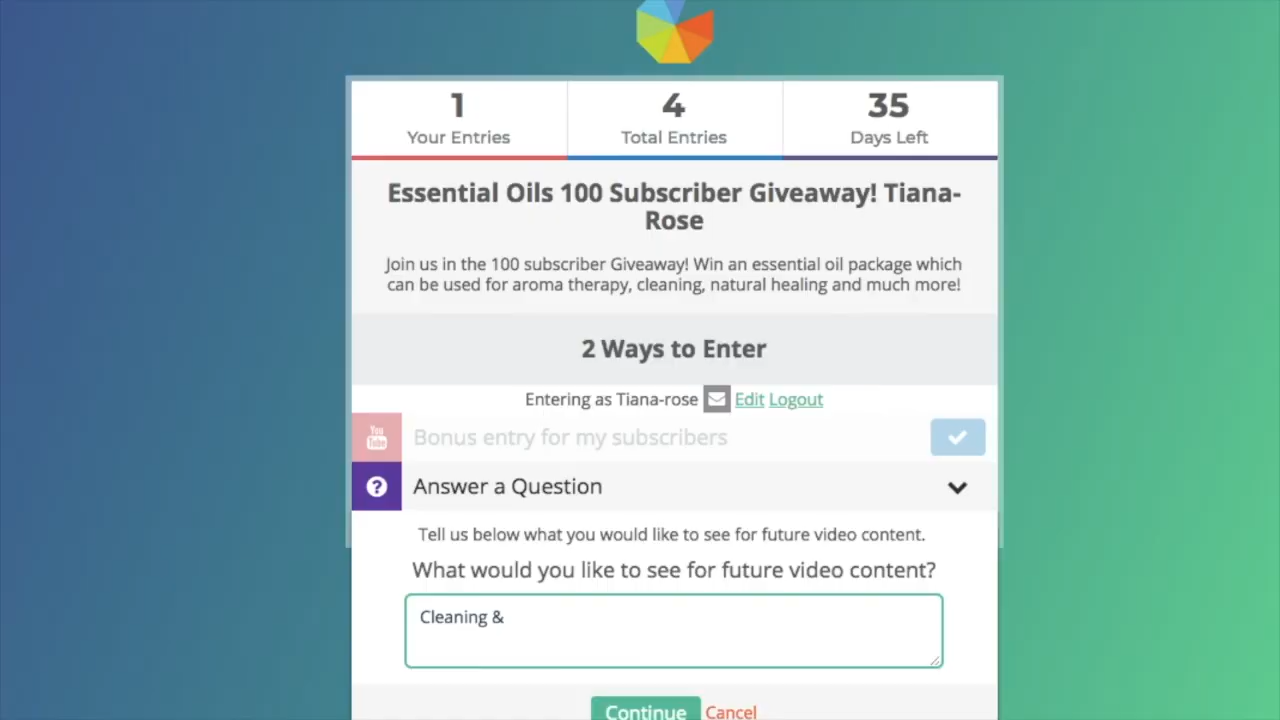 1
Your Entries
4
Total Entries
35
Days Left
Essential Oils 100 Subscriber Giveaway! Tiana-
Rose
Join us in the 100 subscriber Giveaway! Win an essential oil package which
can be used for aroma therapy, cleaning, natural healing and much more!
2 Ways to Enter
Entering as Tiana-rose Edit Logout
You Tube
Bonus entry for my subscribers
? Answer a Question
Tell us below what you would like to see for future video content.
What would you like to see for future video content?
Cleaning &
Continue Cancel